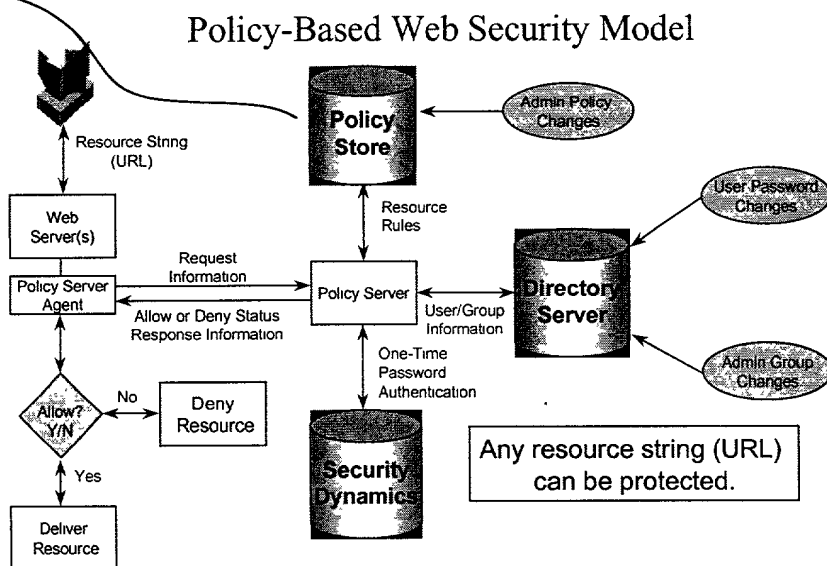 Policy-Based Web Security Model
Resource String
(URL)
Policy
Store
Admin Policy
Changes
User Password
Changes
Web
Server(s)
Resource
Rules
Request
Information
Policy Server
Agent
Policy Server
Allow or Deny Status
Response Information
User/Group
Information
Directory
Server
One-Time
Password
Authentication
Admin Group
Changes
Allow?
Y/N
No
Deny
Resource
Yes
Security
Dynamics
Any resource string (URL)
can be protected.
Deliver
Resource